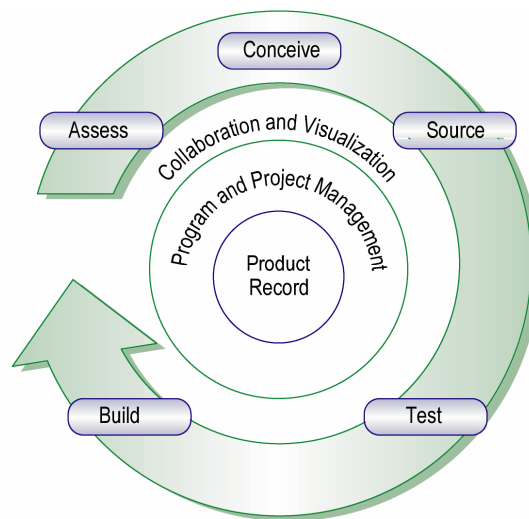 Conceive
Assess
Source
Collaboration and Visualization
Program and Project Management
Product
Record
Build
Test